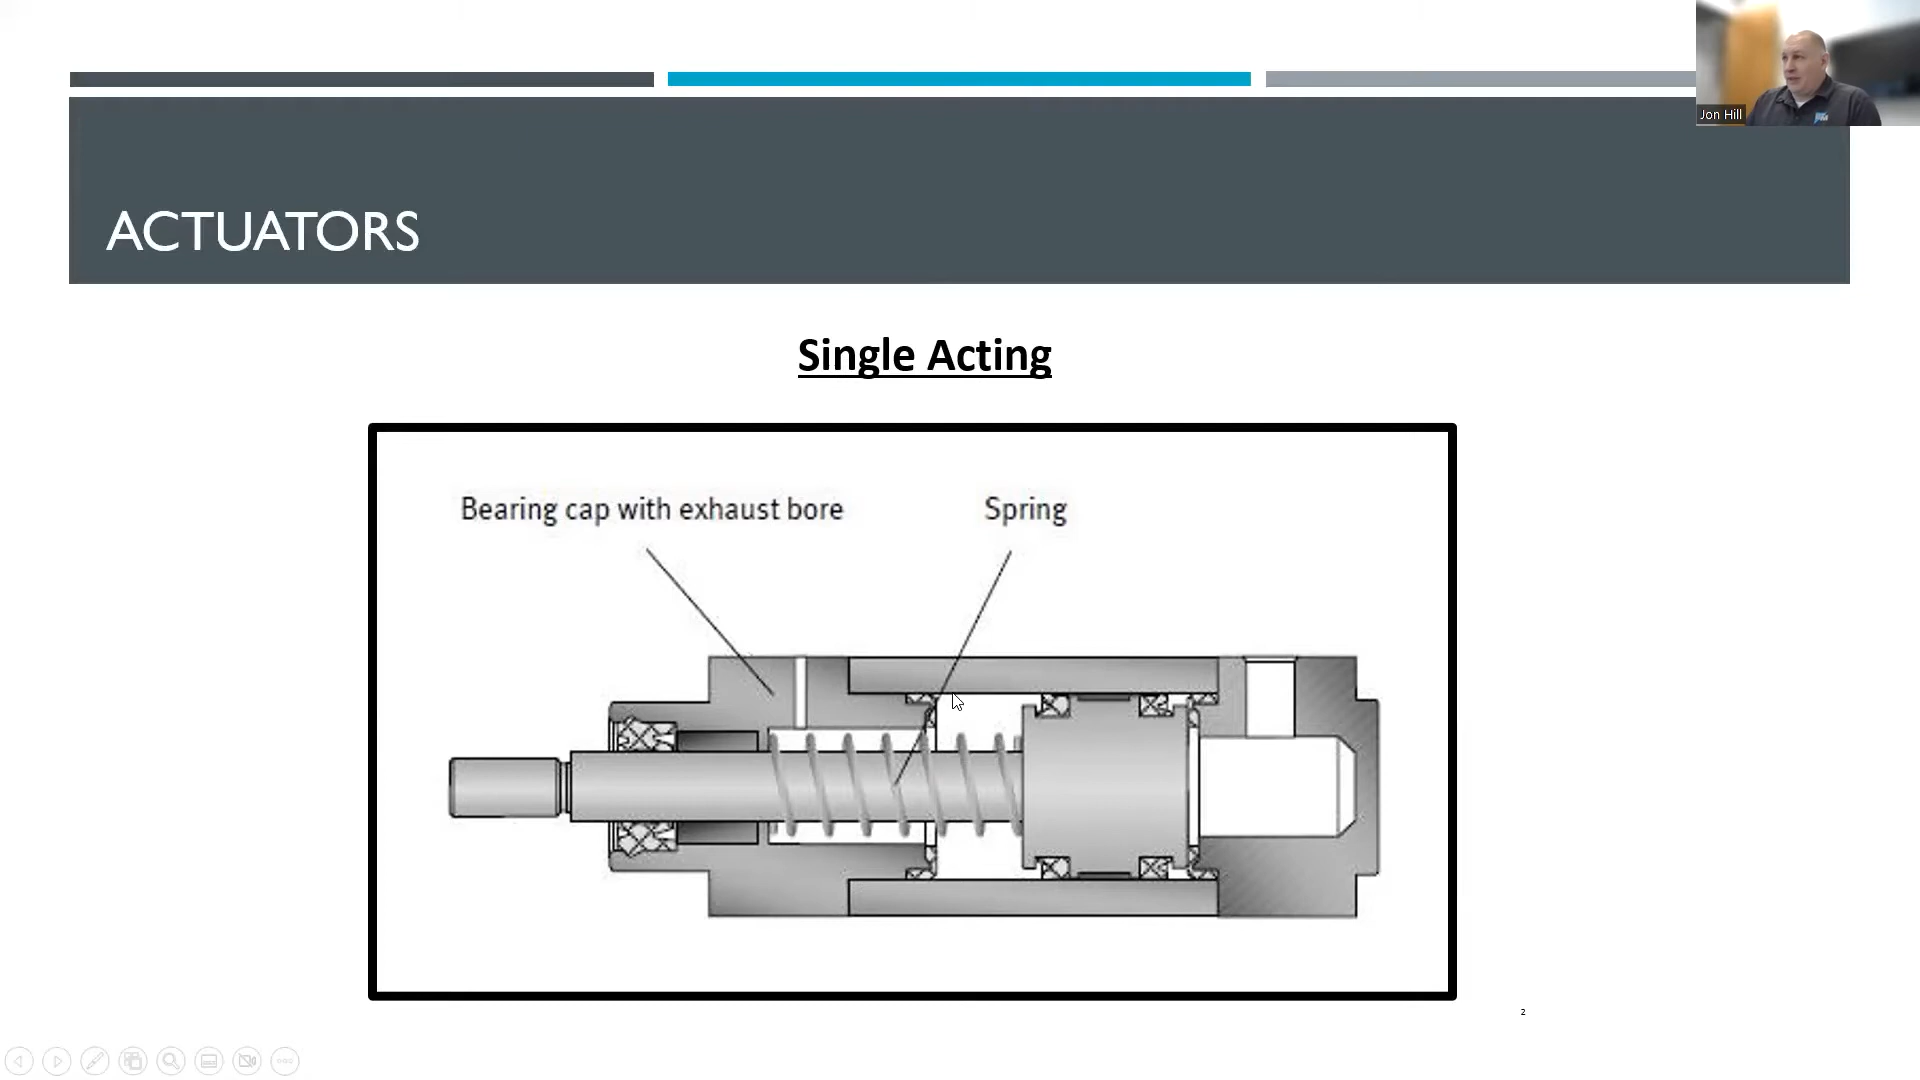 Jon Hill
ACTUATORS
Single Acting
Bearing cap with exhaust bore
Spring
2